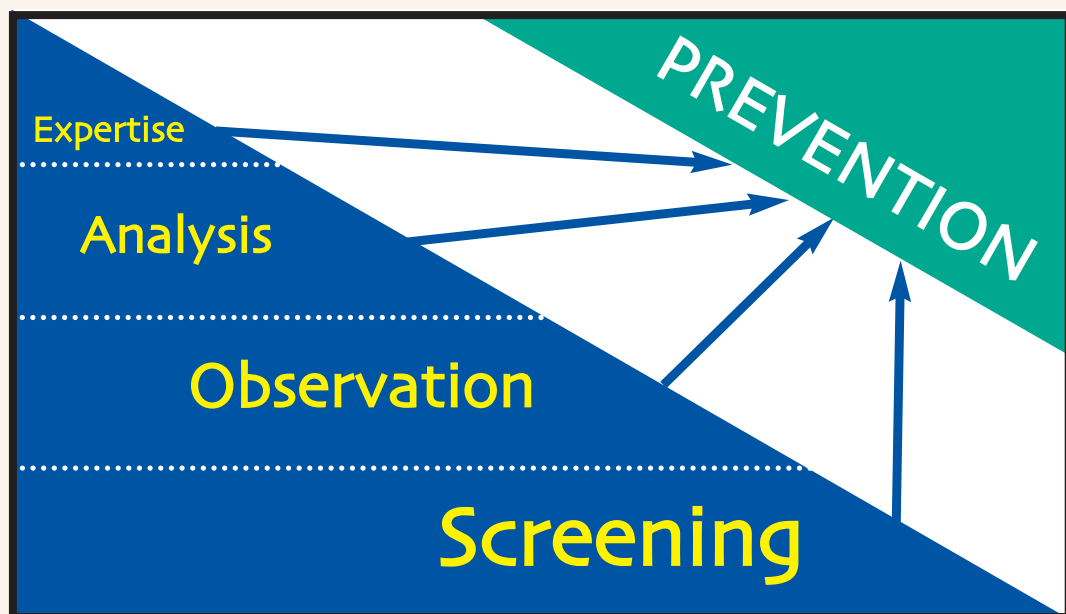 PREVENTION
Expertise
Analysis
Observation
Screening